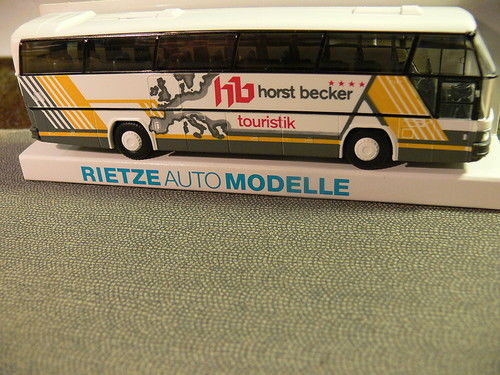 hb horst becker
touristik
RIETZE AUTO MODELLE